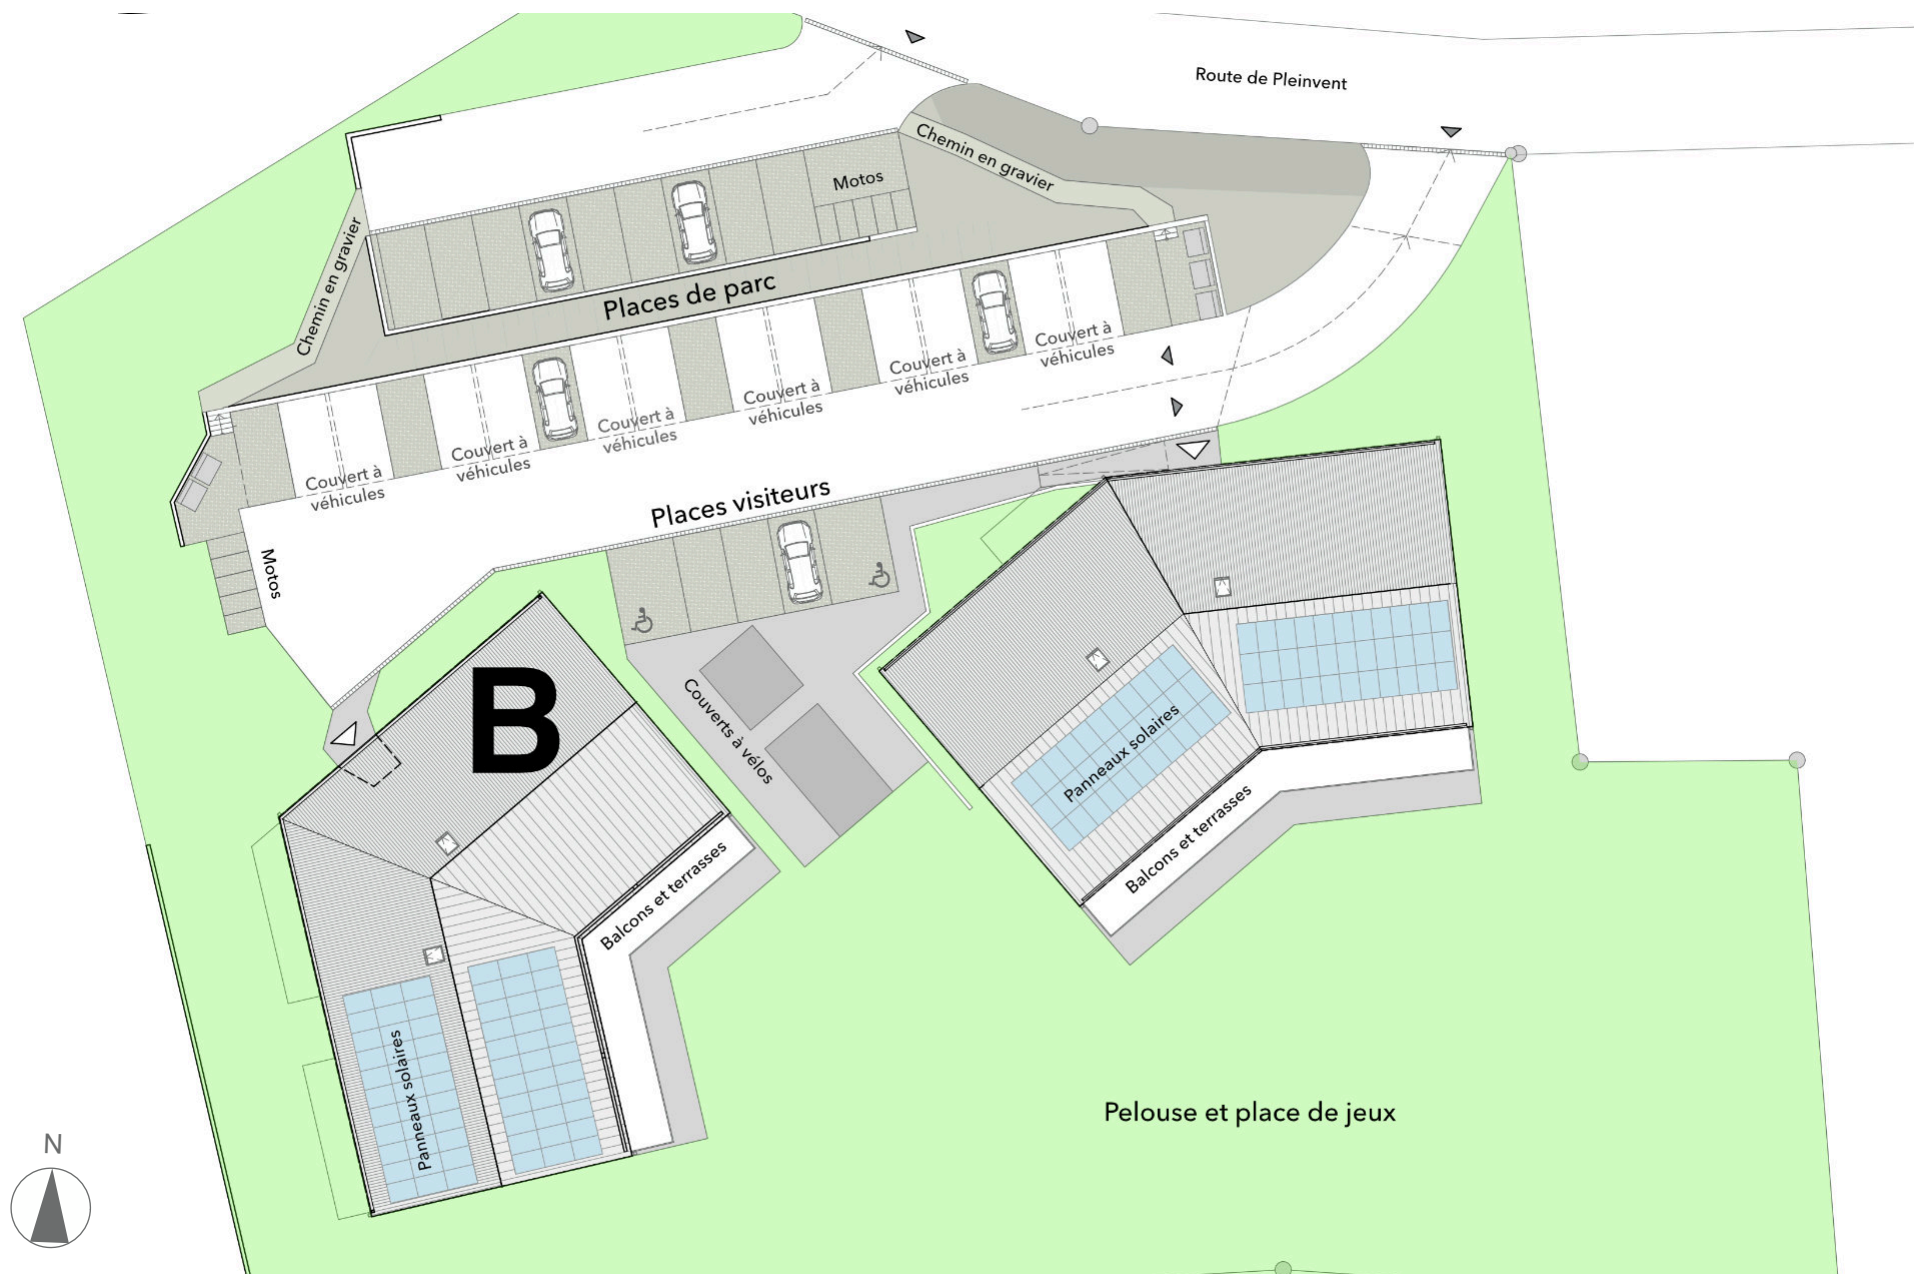 Route de Pleinvent
Chemin en gravier
Motos
Chemin en gravier
Places de parc
Couvert à
véhicules
Couvert à
véhicules
Couvert à
véhicules
Couvert à
véhicules
Couvert à
véhicules
Couvert à
véhicules
Places visiteurs
Motos
B
Couverts à vélos
Panneaux solaires
Balcons et terrasses
Balcons et terrasses
Panneaux solaires
Pelouse et place de jeux
N